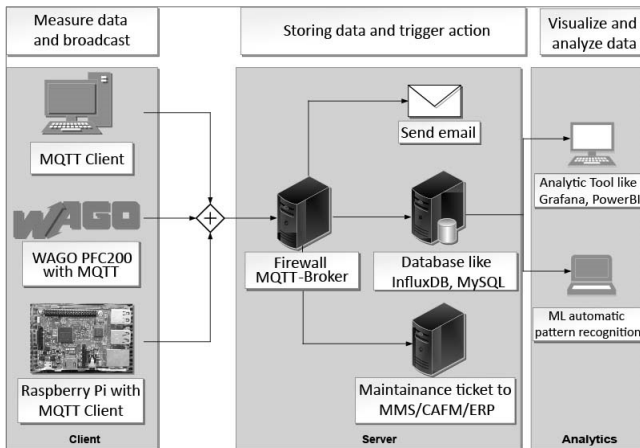 Measure data
and broadcast
Storing data and trigger action
Visualize and
analyze data
MQTT Client
WAGO
WAGO PFC200
with MQTT
Raspberry Pi with
MQTT Client
Client
Send email
Firewall
MQTT-Broker
Database like
InfluxDB, MySQL
Maintainance ticket to
MMS/CAFM/ERP
Server
Analytic Tool like
Grafana, PowerBI
ML automatic
pattern recognition
Analytics